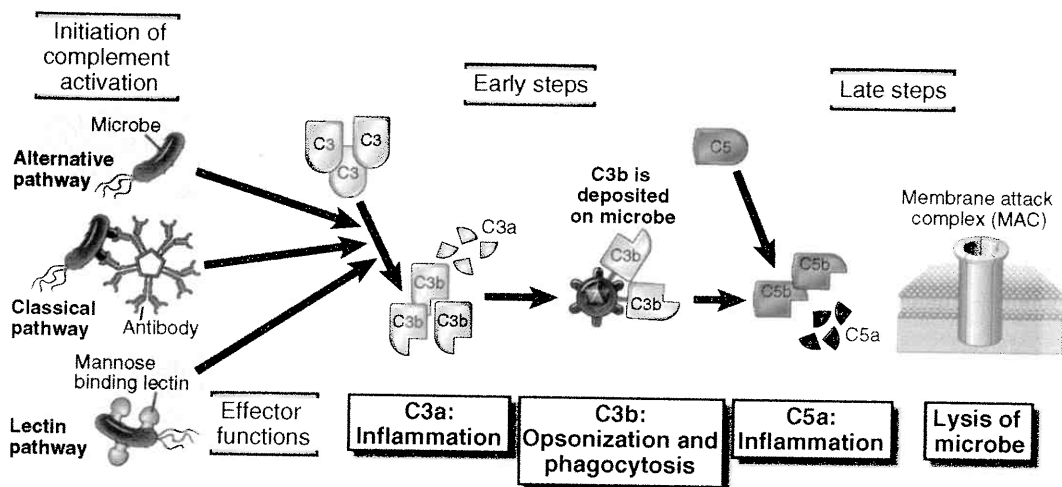 Initiation of
complement
activation
Early steps
Late steps
Microbe
Alternative
pathway
C3
C3
C3
C5
C3b is
deposited
on microbe
Membrane attack
complex (MAC)
C3a
C3b
C3b
C3b
C3b
C3b
C5b
C5b
C5a
Classical
pathway
Antibody
Mannose
binding lectin
Lectin
pathway
Effector
functions
C3a:
Inflammation
C3b:
Opsonization and
phagocytosis
C5a:
Inflammation
Lysis of
microbe